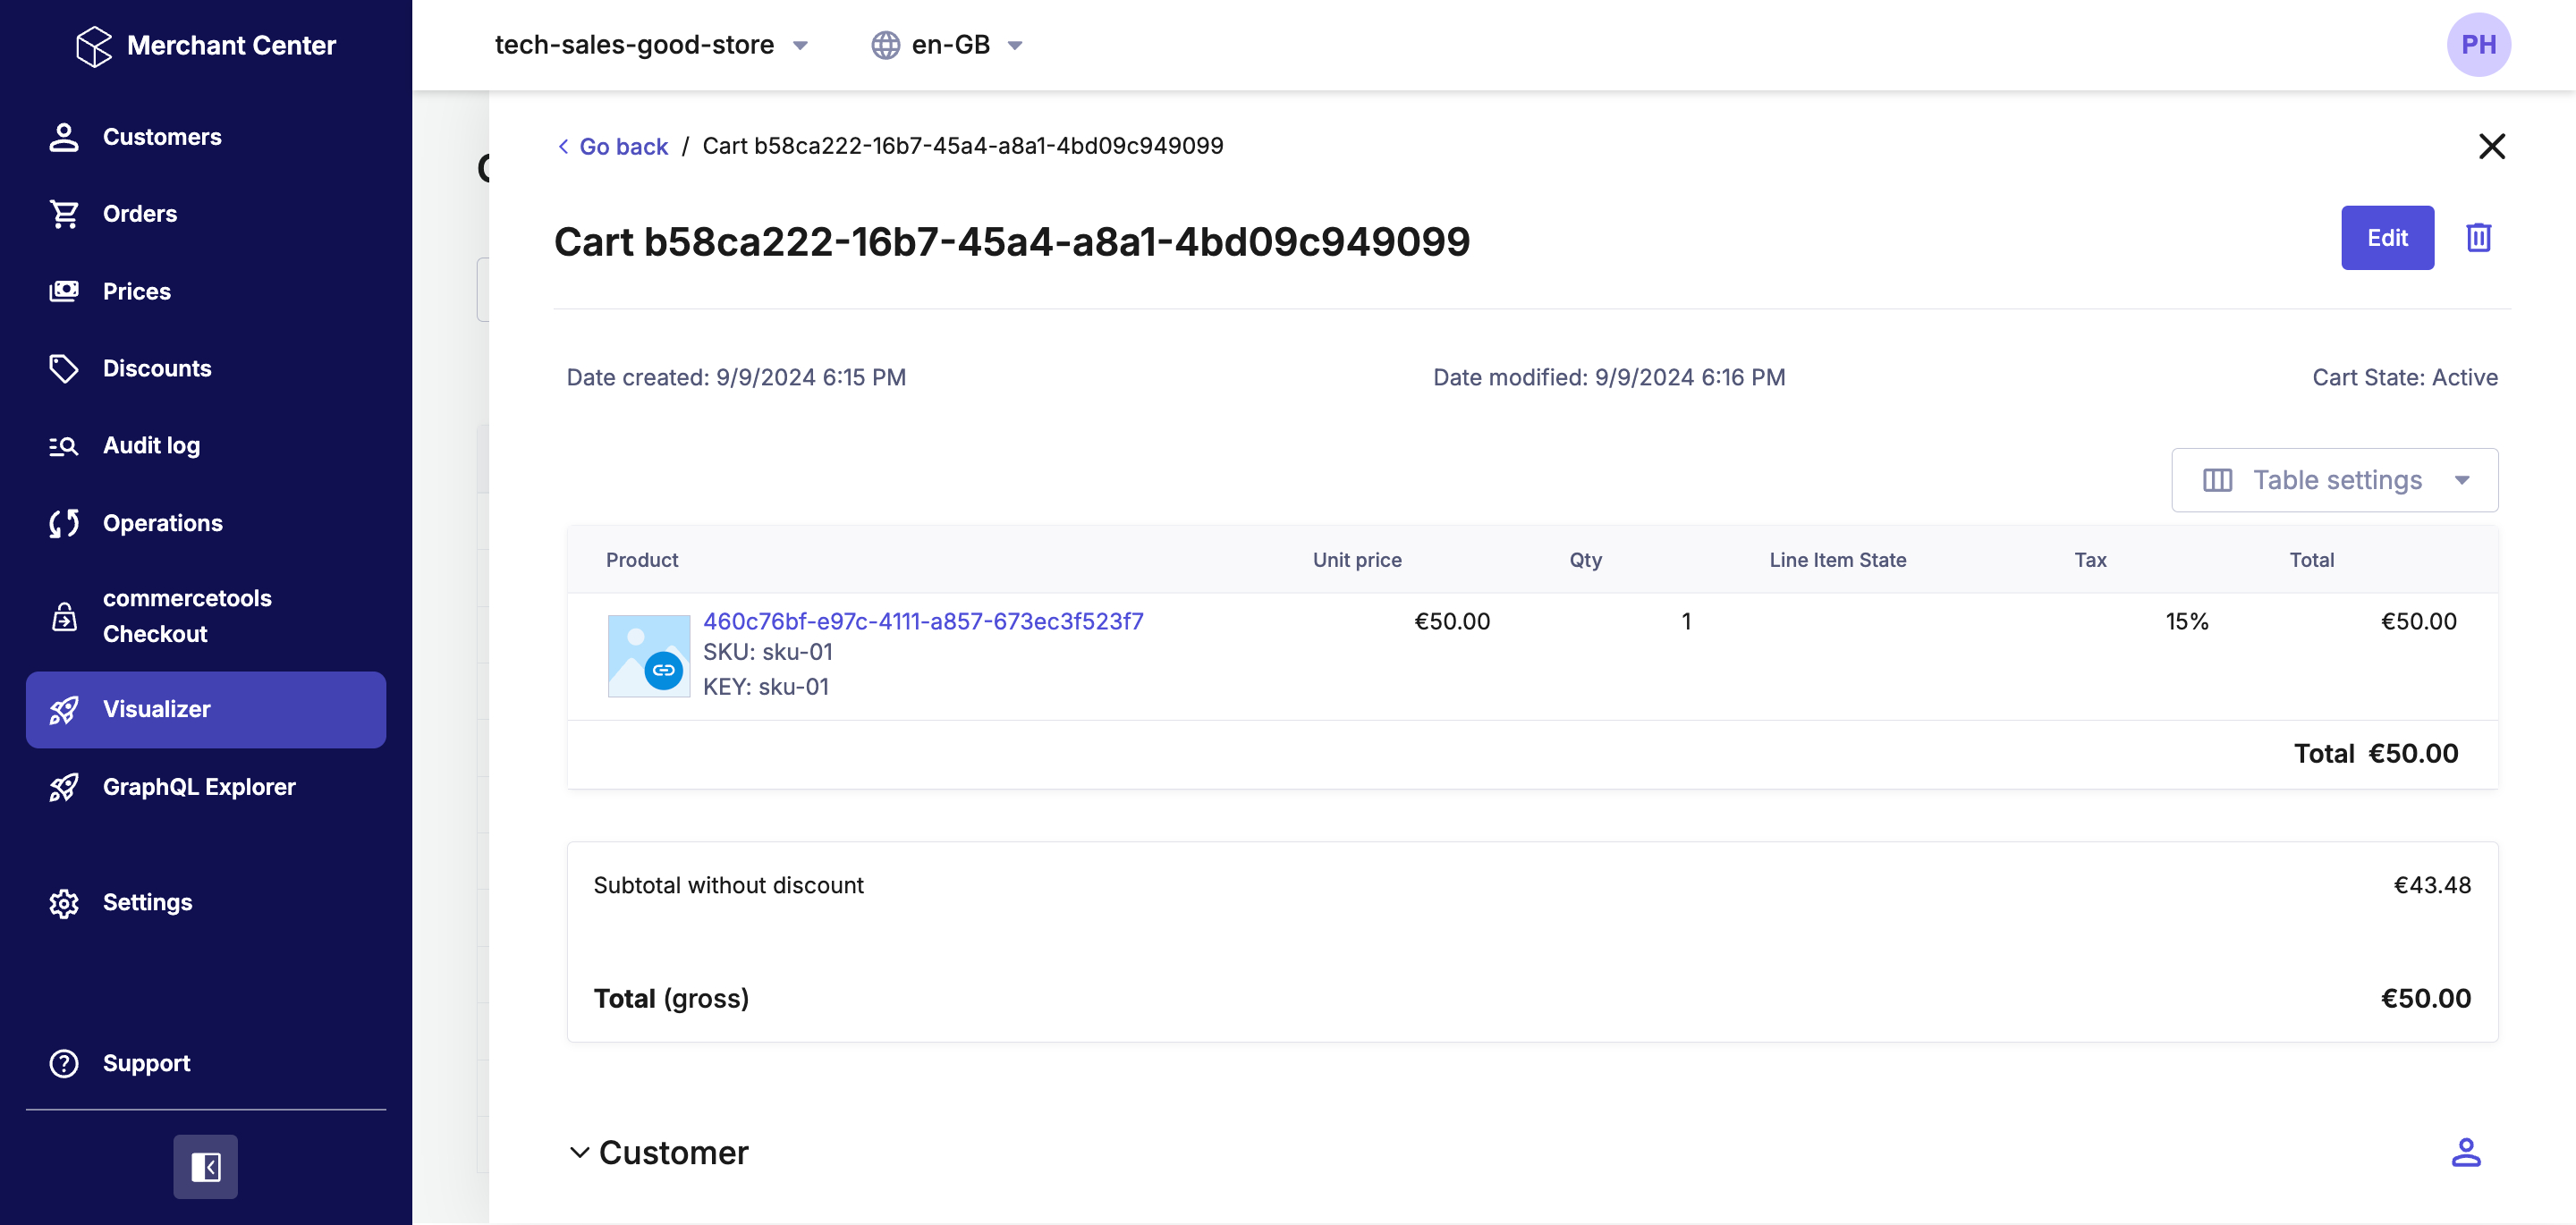 Merchant Center
tech-sales-good-store
en-GB
PH
Customers
Orders
Prices
Discounts
Audit log
Operations
commercetools
Checkout
Visualizer
GraphQL Explorer
Settings
Support
Go back / Cart b58ca222-16b7-45a4-a8a1-4bd09c949099
Cart b58ca222-16b7-45a4-a8a1-4bd09c949099
Edit
Date created: 9/9/2024 6:15 PM
Date modified: 9/9/2024 6:16 PM
Cart State: Active
Table settings
Product Unit price Qty Line Item State Tax Total
460c76bf-e97c-4111-a857-673ec3f523f7 €50.00 1 15% €50.00
SKU: sku-01
KEY: sku-01
Total €50.00
Subtotal without discount €43.48
Total (gross) €50.00
Customer